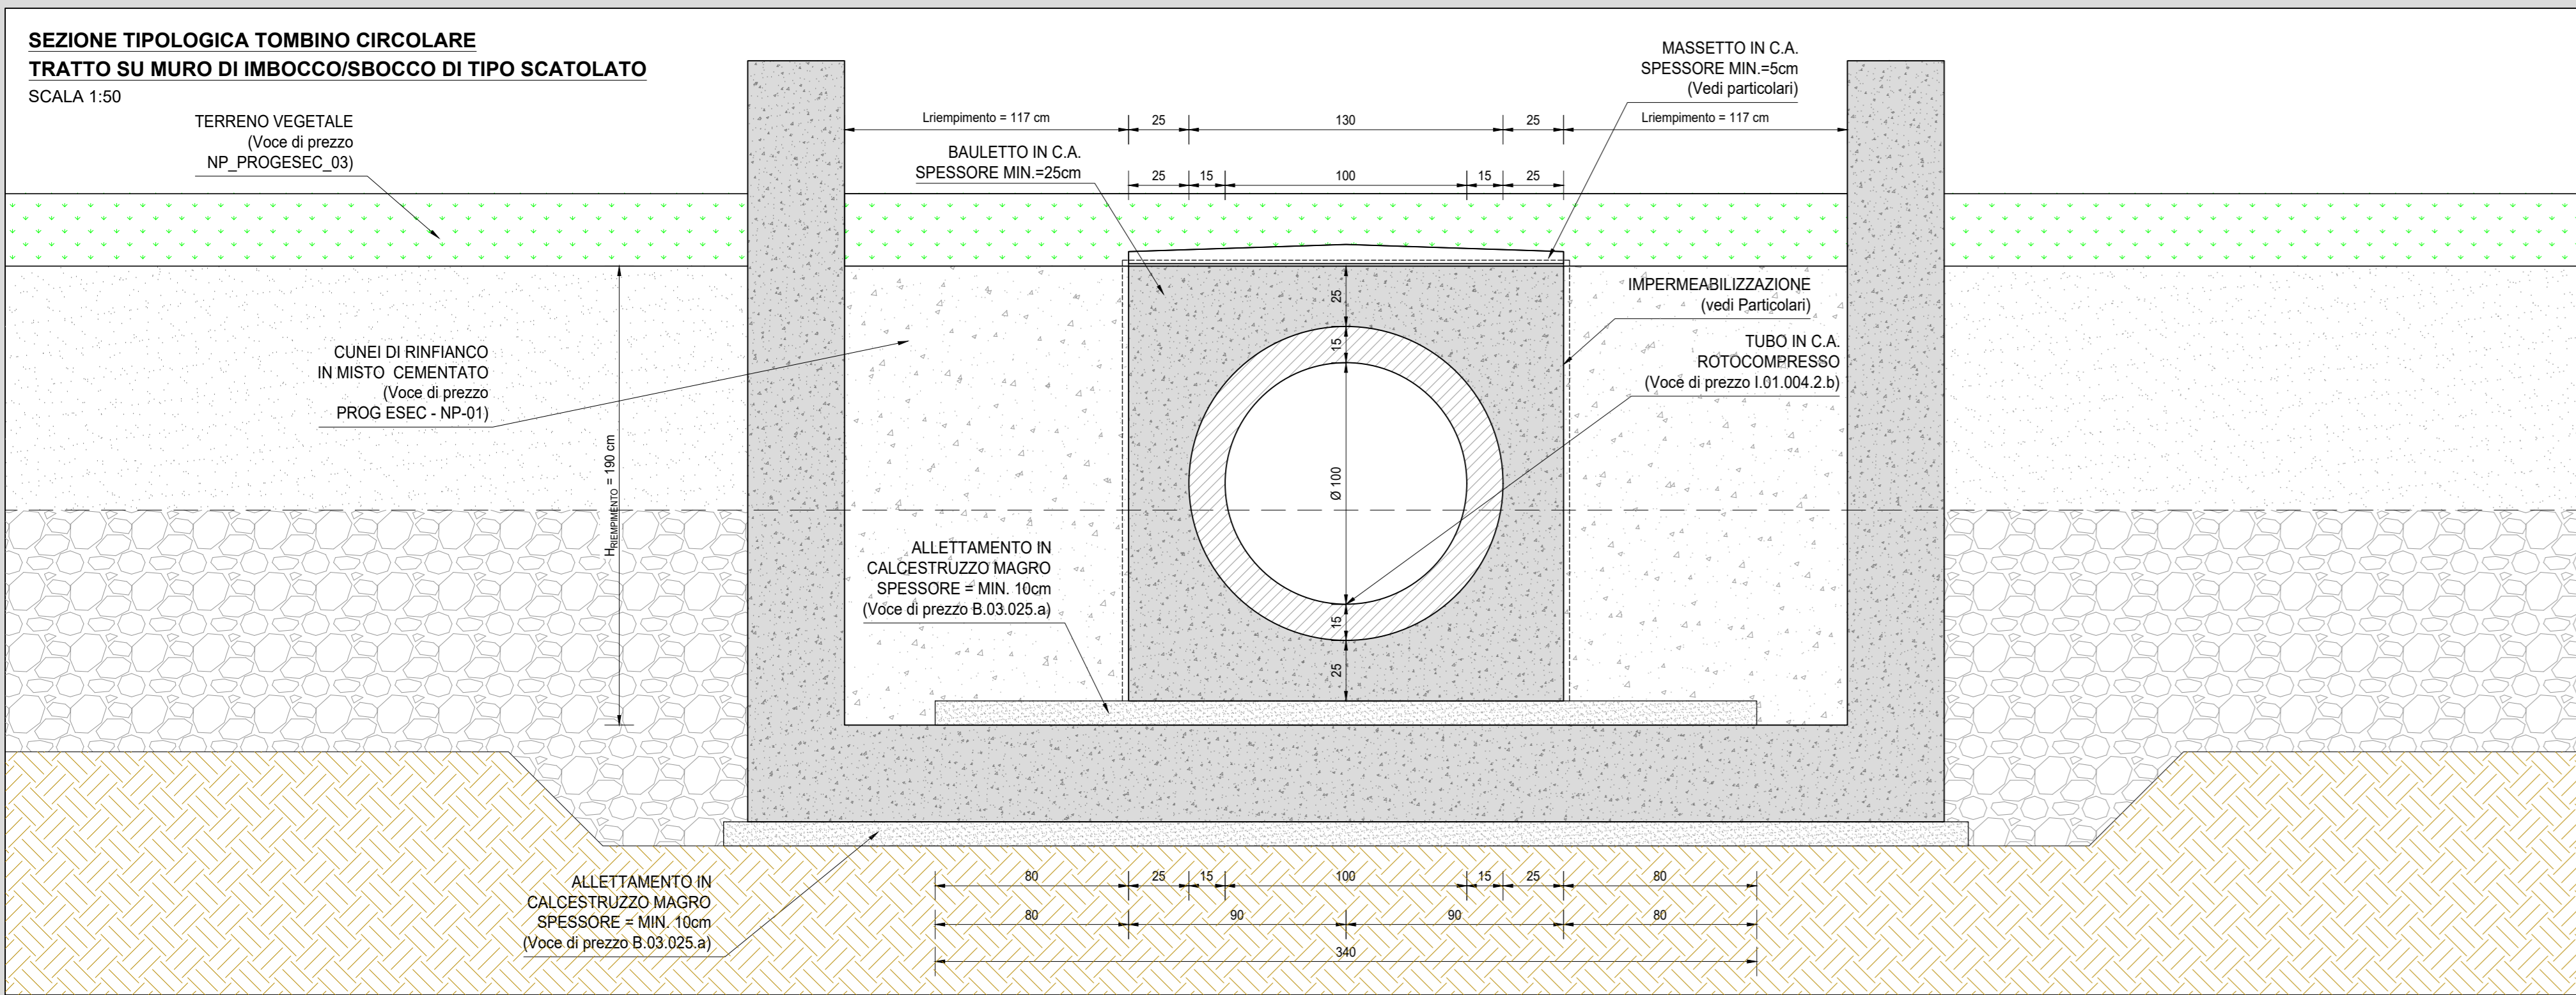 SEZIONE TIPOLOGICA TOMBINO CIRCOLARE
TRATTO SU MURO DI IMBOCCO/SBOCCO DI TIPO SCATOLATO
SCALA 1:50
TERRENO VEGETALE
(Voce di prezzo
NP_PROGESEC_03)
MASSETTO IN C.A.
SPESSORE MIN.=5cm
(Vedi particolari)
Lriempimento = 117 cm
25
130
25
Lriempimento = 117 cm
BAULETTO IN C.A.
SPESSORE MIN.=25cm
25
15
100
15
25
IMPERMEABILIZZAZIONE
(vedi Particolari)
TUBO IN C.A.
ROTOCOMPRESSO
(Voce di prezzo I.01.004.2.b)
CUNEI DI RINFIANCO
IN MISTO  CEMENTATO
(Voce di prezzo
PROG ESEC - NP-01)
HRIEMPIMENTO = 190 cm
25
15
Ø 100
15
25
ALLETTAMENTO IN
CALCESTRUZZO MAGRO
SPESSORE = MIN. 10cm
(Voce di prezzo B.03.025.a)
ALLETTAMENTO IN
CALCESTRUZZO MAGRO
SPESSORE = MIN. 10cm
(Voce di prezzo B.03.025.a)
80
25
15
100
15
25
80
80
90
90
80
340